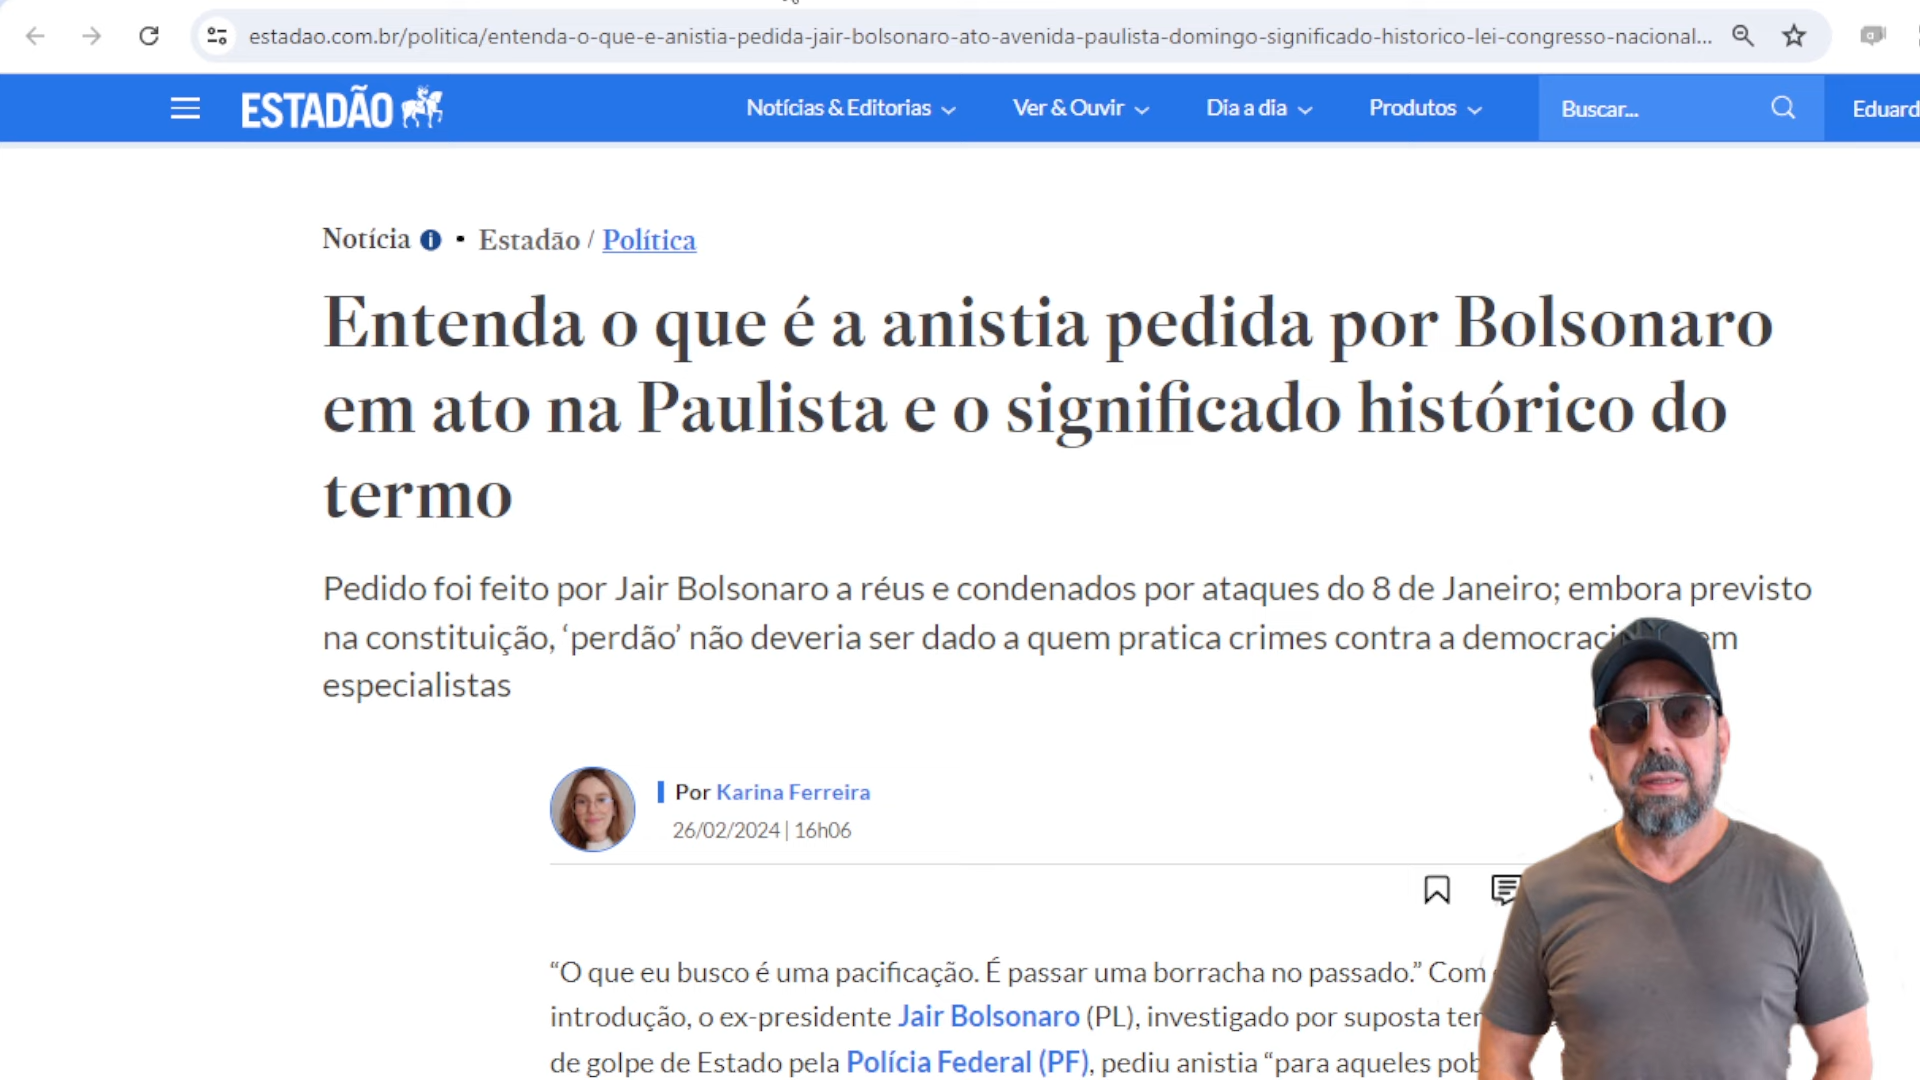 estadao.com.br/politica/entenda-o-que-e-anistia-pedida-jair-bolsonaro-ato-avenida-paulista-domingo-significado-historico-lei-congresso-nacional...
ESTADÃO
Notícias & Editorias
Ver & Ouvir
Dia a dia
Produtos
Buscar...
Eduard
Notícia • Estadão / Política
Entenda o que é a anistia pedida por Bolsonaro
em ato na Paulista e o significado histórico do
termo
Pedido foi feito por Jair Bolsonaro a réus e condenados por ataques do 8 de Janeiro; embora previsto
na constituição, ‘perdão’ não deveria ser dado a quem pratica crimes contra a
especialistas
Por Karina Ferreira
26/02/2024 | 16h06
“O que eu busco é uma pacificação. É passar uma borracha no passado.” Com
introdução, o ex-presidente Jair Bolsonaro (PL), investigado por suposta
de golpe de Estado pela Polícia Federal (PF), pediu anistia “para aqueles